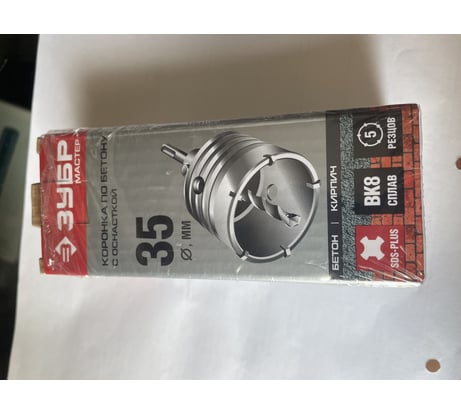 ЗУБР
МАСТЕР
КОРОНКА ПО БЕТОНУ
С ОСНАСТКОЙ
35
Ø, ММ
БЕТОН
КИРПИЧ
SDS-PLUS
ВК8
СПЛАВ
5
РЕЗЦОВ